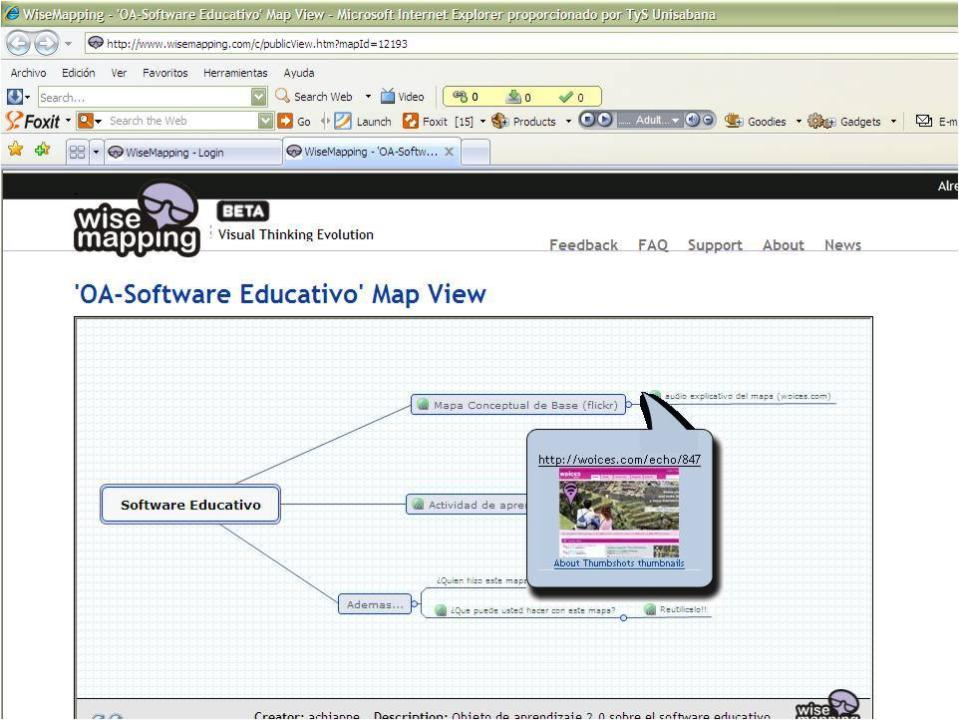 WiseMapping - 'OA-Software Educativo' Map View - Microsoft Internet Explorer proporcionado por TyS Unisabana
http://www.wisemapping.com/c/publicView.htm?mapId=12193
Archivo Edición Ver Favoritos Herramientas Ayuda
Search... Search Web Video 0 0 0
Foxit Search the Web Go Launch Foxit [15] Products Adult... Goodies Gadgets E-m
WiseMapping - Login WiseMapping - 'OA-Softw... X
Alre
wise mapping BETA
Visual Thinking Evolution
Feedback FAQ Support About News
'OA-Software Educativo' Map View
Mapa Conceptual de Base (flickr) audio explicativo del mapa (woices.com)
http://woices.com/echo/847
Software Educativo
Actividad de apre
woices
About Thumbshots thumbnails
¿Quien hizo este mapa
Ademas...
¿Que puede usted hacer con este mapa? Reutilicelo!!
Creator: achiappe Description: Objeto de aprendizaje 2.0 sobre el software educativo
wise mapping